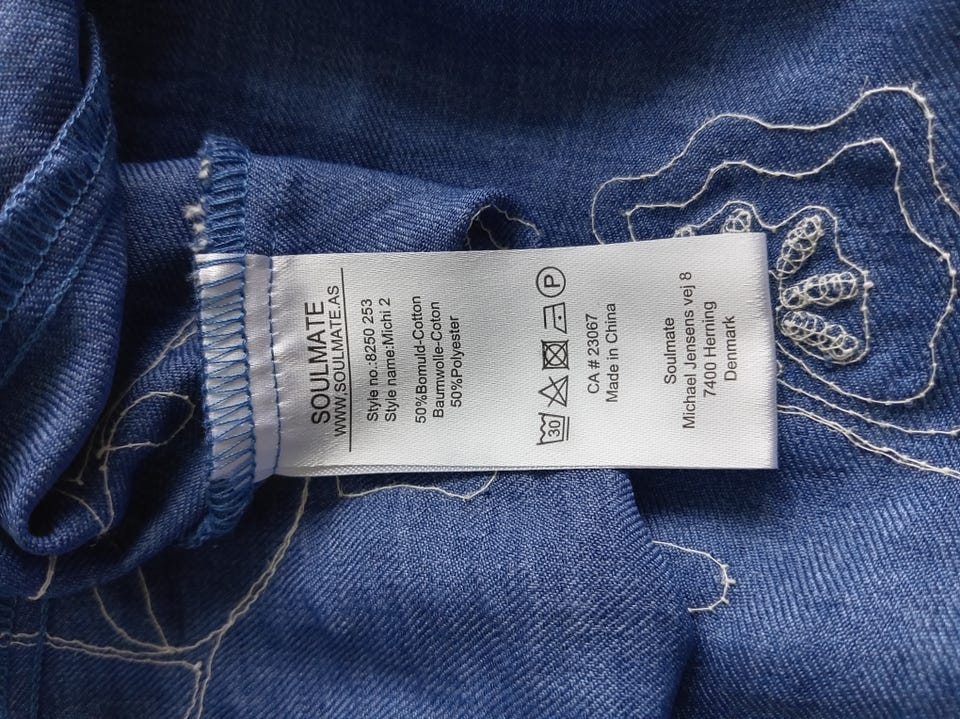 SOULMATE
WWW.SOULMATE.AS
Style no.:8250 253
Style name:Michi 2
50%Bomuld-Cotton
Baumwolle-Coton
50%Polyester
30 P
CA # 23067
Made in China
Soulmate
Michael Jensens vej 8
7400 Herning
Denmark